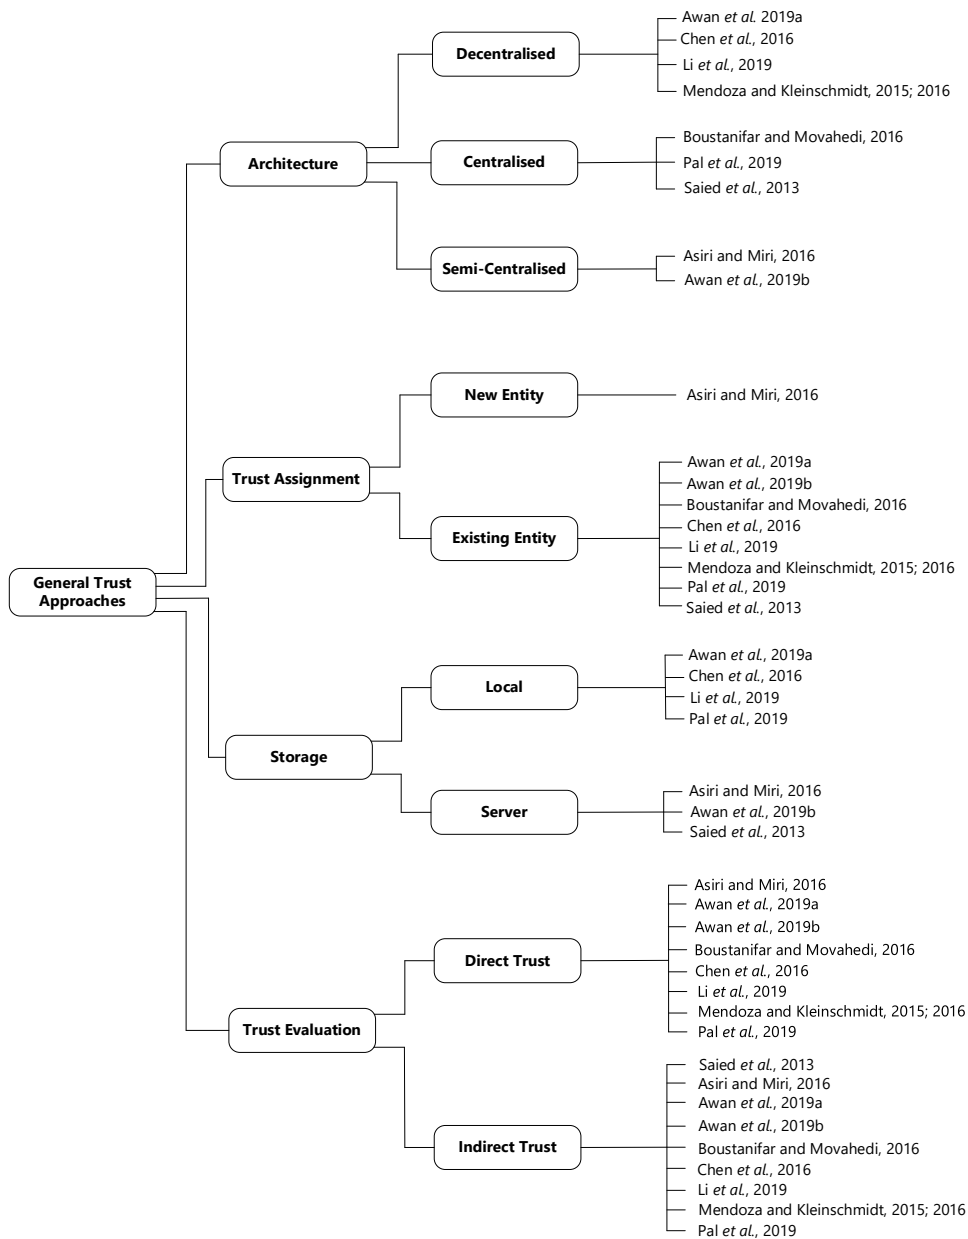 General Trust
Approaches
Architecture
Decentralised
Awan et al. 2019a
Chen et al., 2016
Li et al., 2019
Mendoza and Kleinschmidt, 2015; 2016
Centralised
Boustanifar and Movahedi, 2016
Pal et al., 2019
Saied et al., 2013
Semi-Centralised
Asiri and Miri, 2016
Awan et al., 2019b
Trust Assignment
New Entity
Asiri and Miri, 2016
Existing Entity
Awan et al., 2019a
Awan et al., 2019b
Boustanifar and Movahedi, 2016
Chen et al., 2016
Li et al., 2019
Mendoza and Kleinschmidt, 2015; 2016
Pal et al., 2019
Saied et al., 2013
Storage
Local
Awan et al., 2019a
Chen et al., 2016
Li et al., 2019
Pal et al., 2019
Server
Asiri and Miri, 2016
Awan et al., 2019b
Saied et al., 2013
Trust Evaluation
Direct Trust
Asiri and Miri, 2016
Awan et al., 2019a
Awan et al., 2019b
Boustanifar and Movahedi, 2016
Chen et al., 2016
Li et al., 2019
Mendoza and Kleinschmidt, 2015; 2016
Pal et al., 2019
Indirect Trust
Saied et al., 2013
Asiri and Miri, 2016
Awan et al., 2019a
Awan et al., 2019b
Boustanifar and Movahedi, 2016
Chen et al., 2016
Li et al., 2019
Mendoza and Kleinschmidt, 2015; 2016
Pal et al., 2019